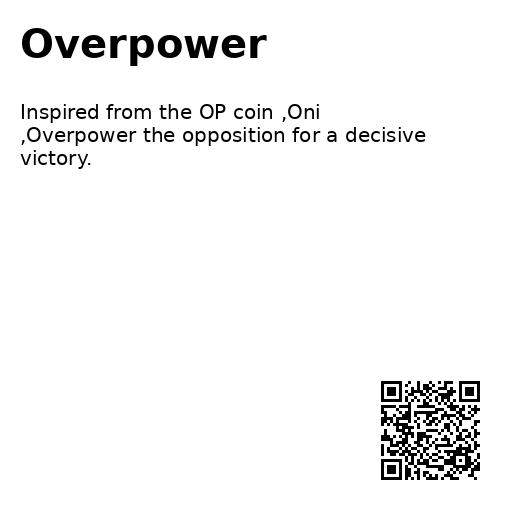 Overpower
Inspired from the OP coin ,Oni
,Overpower the opposition for a decisive
victory.